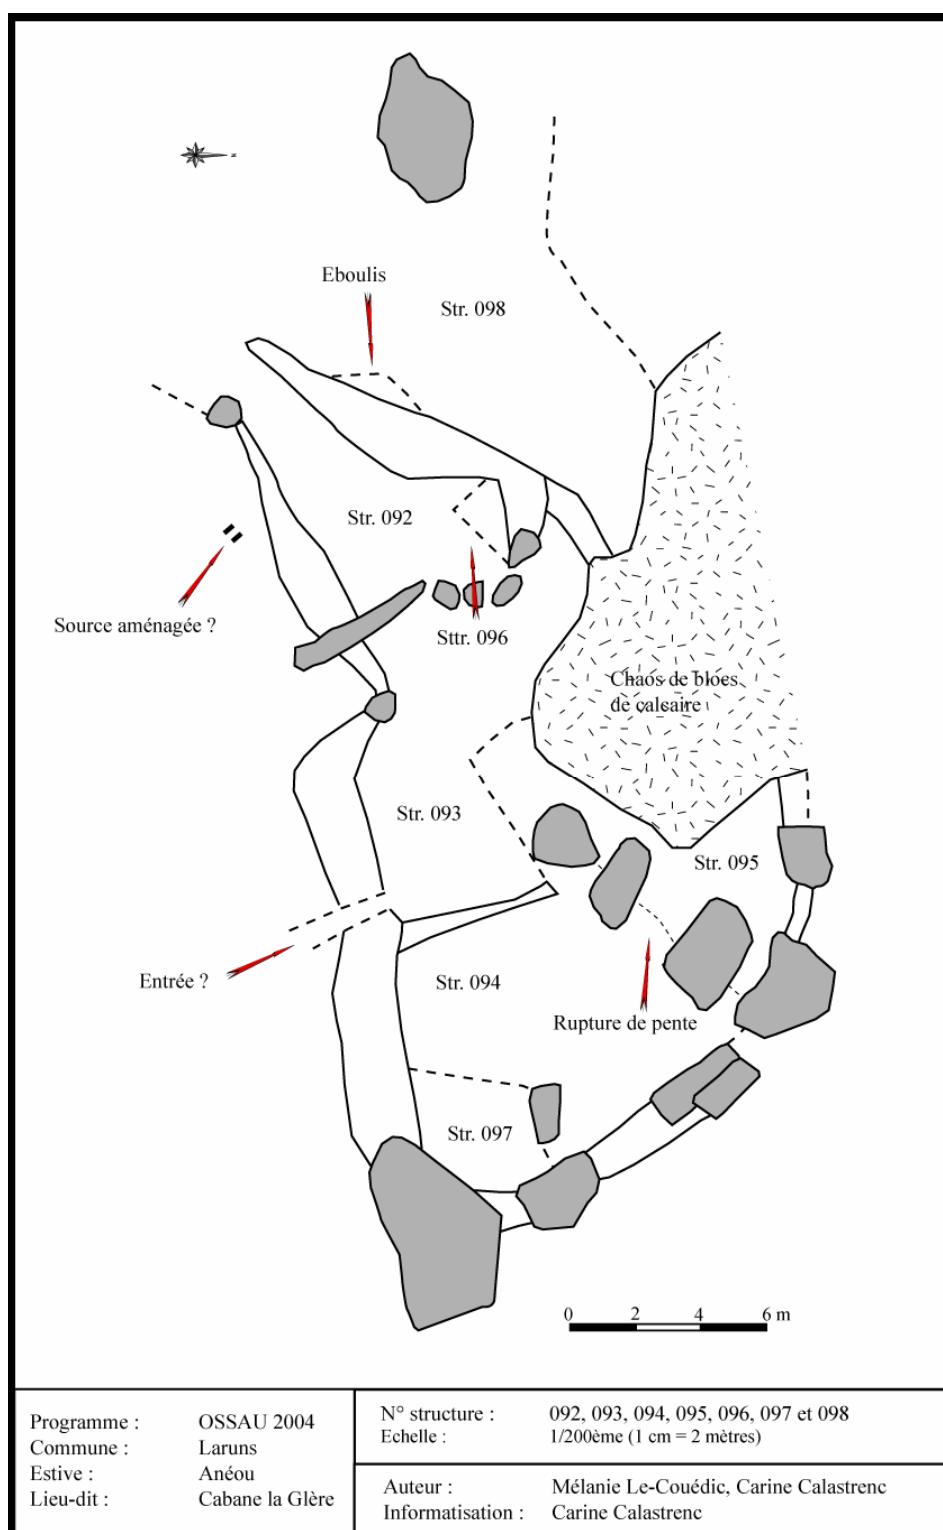 Eboulis
Str. 098
Str. 092
Source aménagée ?
Sttr. 096
Chaos de blocs
de calcaire
Str. 093
Str. 095
Entrée ?
Str. 094
Rupture de pente
Str. 097
0 2 4 6 m
Programme : OSSAU 2004
Commune : Laruns
Estive : Anéou
Lieu-dit : Cabane la Glère
N° structure : 092, 093, 094, 095, 096, 097 et 098
Echelle : 1/200ème (1 cm = 2 mètres)
Auteur : Mélanie Le-Couédic, Carine Calastrenc
Informatisation : Carine Calastrenc